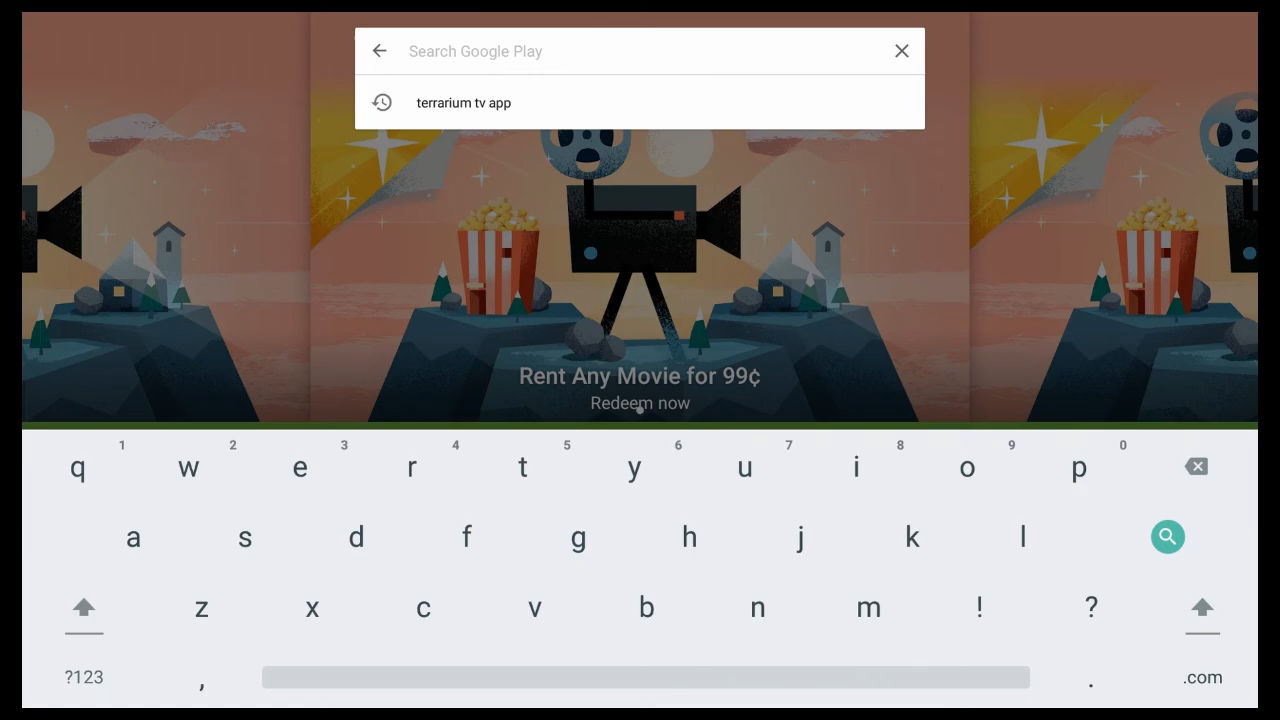 Search Google Play
terrarium tv app
Rent Any Movie for 99¢
Redeem now
1 2 3 4 5 6 7 8 9 0
q w e r t y u i o p
a s d f g h j k l
z x c v b n m ! ?
?123 , . .com